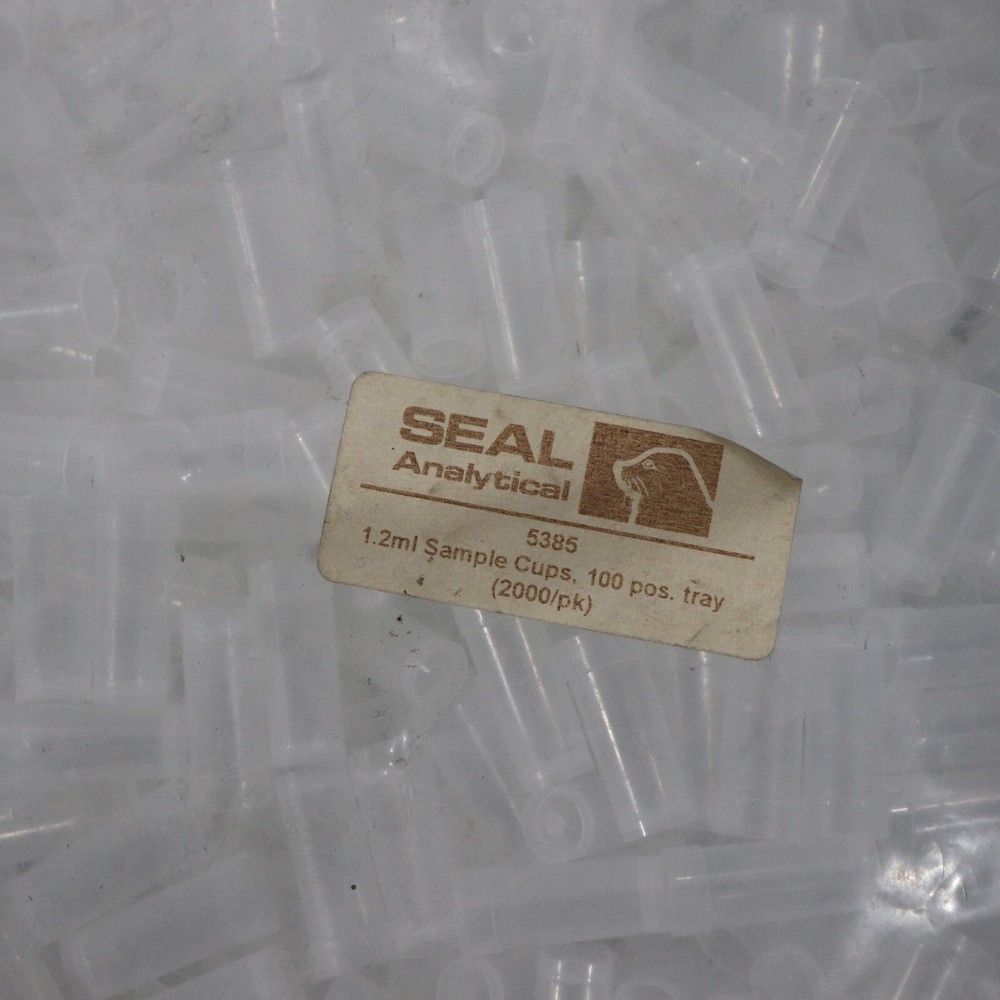 SEAL
Analytical
5385
1.2ml Sample Cups, 100 pos. tray
(2000/pk)